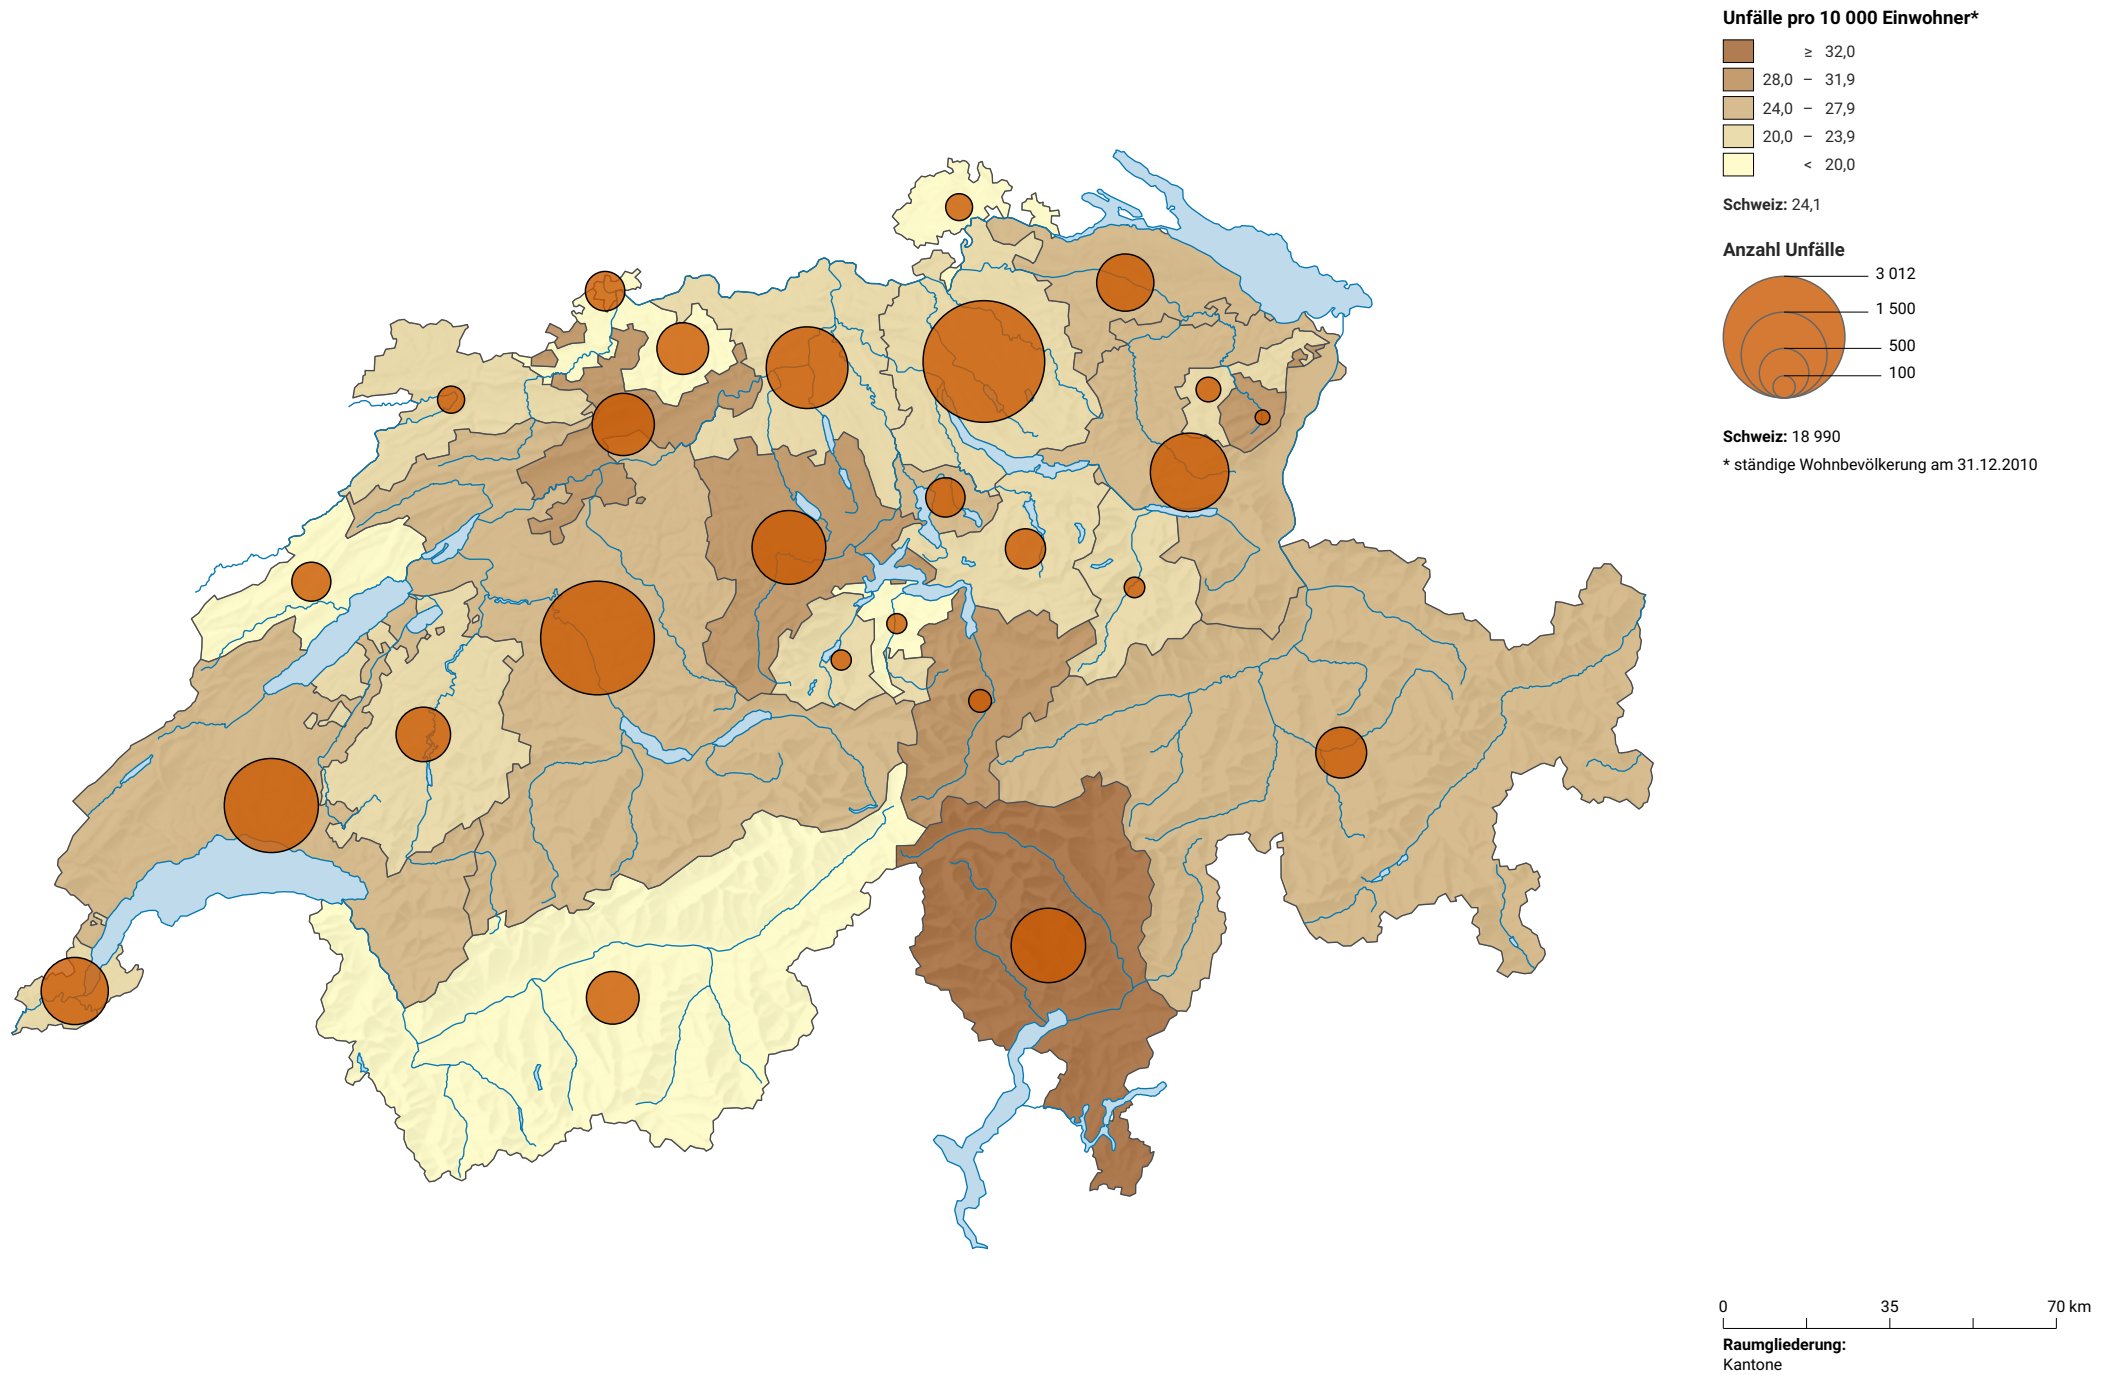 Unfälle pro 10 000 Einwohner*
≥ 32,0
28,0 – 31,9
24,0 – 27,9
20,0 – 23,9
< 20,0
Schweiz: 24,1
Anzahl Unfälle
3 012
1 500
500
100
Schweiz: 18 990
* ständige Wohnbevölkerung am 31.12.2010
0 35 70 km
Raumgliederung:
Kantone